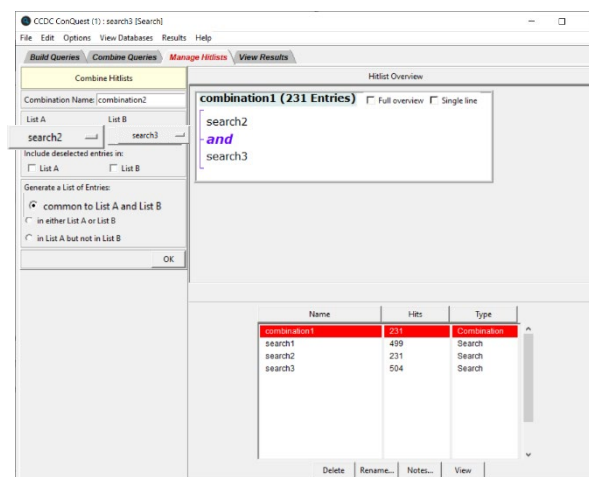 CCDC ConQuest (1) : search3 [Search]
File Edit Options View Databases Results Help
Build Queries Combine Queries Manage Hitlists View Results
Combine Hitlists
Hitlist Overview
Combination Name: combination2
combination1 (231 Entries) Full overview Single line
List A List B
search2
search2 search3
and
Include deselected entries in:
search3
List A List B
Generate a List of Entries:
common to List A and List B
in either List A or List B
in List A but not in List B
OK
Name Hits Type
combination1 231 Combination
search1 499 Search
search2 231 Search
search3 504 Search
Delete Rename... Notes... View